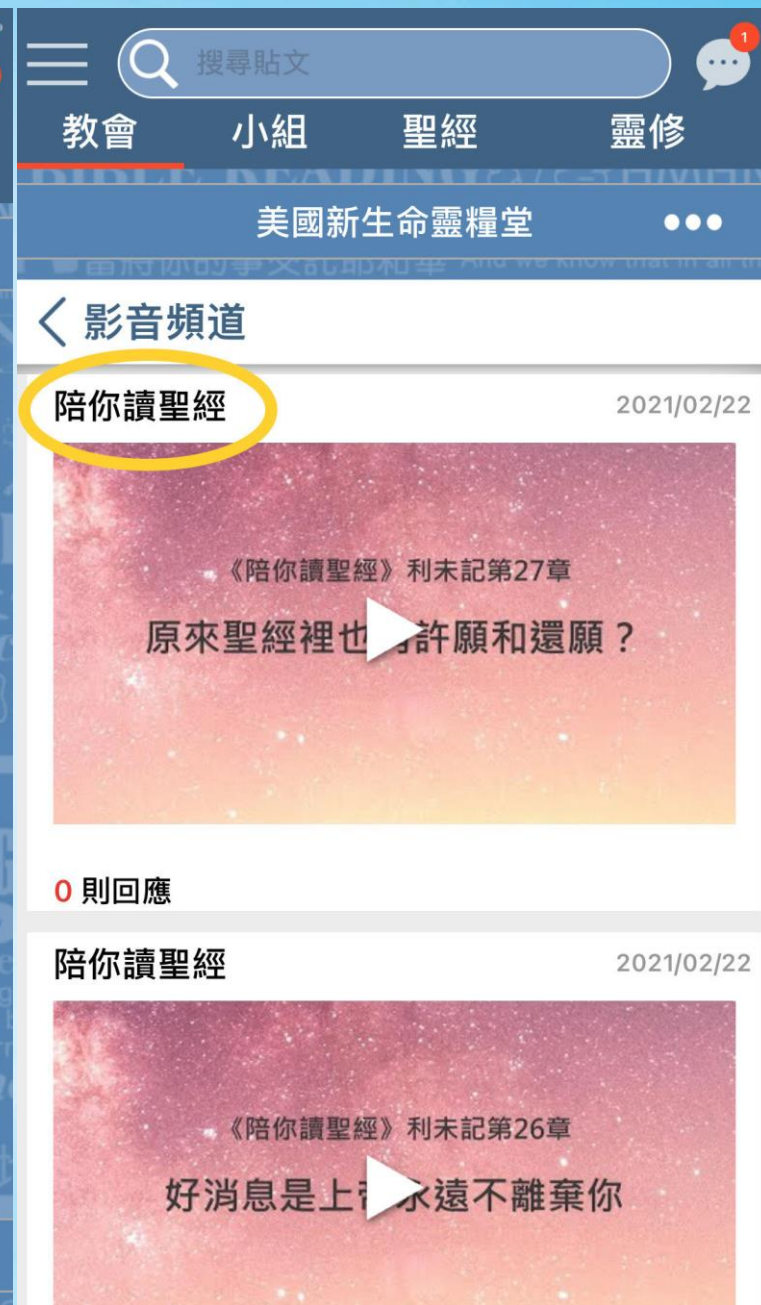 搜尋貼文
1
教會 小組 聖經 靈修
美國新生命靈糧堂
影音頻道
陪你讀聖經 2021/02/22
《陪你讀聖經》利未記第27章
原來聖經裡也 許願和還願？
0 則回應
陪你讀聖經 2021/02/22
《陪你讀聖經》利未記第26章
好消息是上 永遠不離棄你